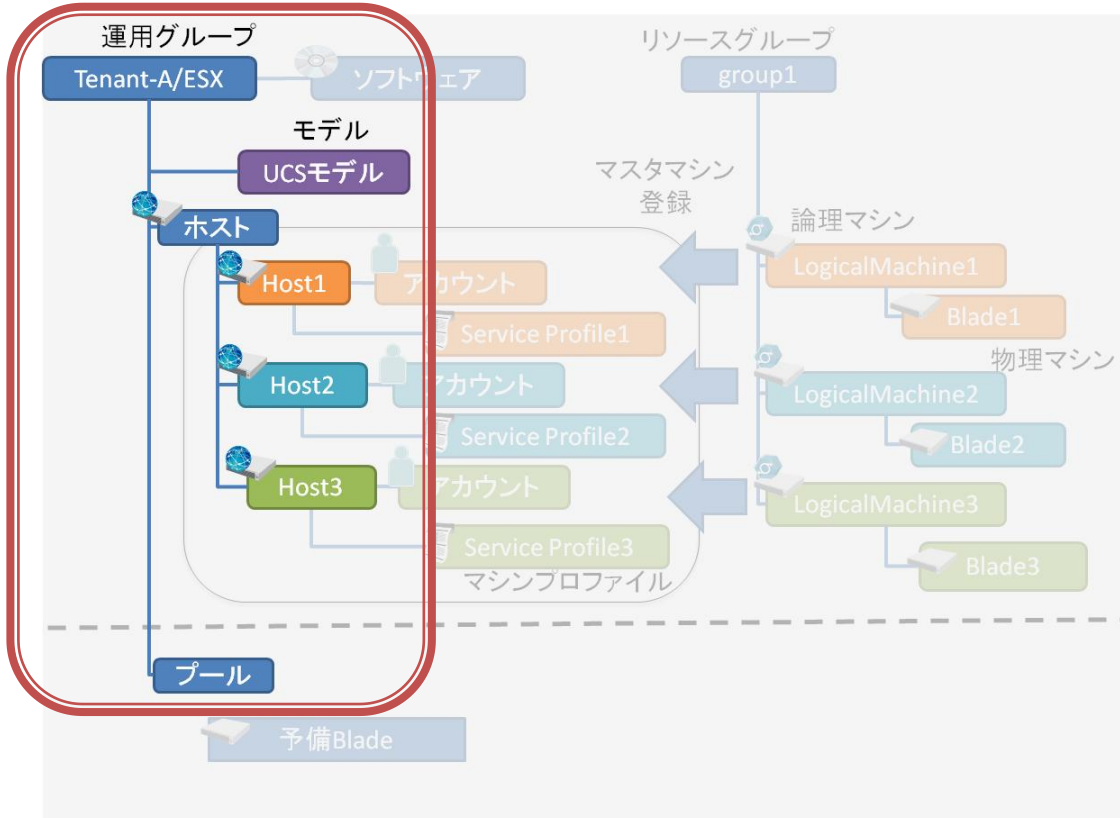 運用グループ
Tenant-A/ESX
ソフトウェア
モデル
UCSモデル
ホスト
Host1
アカウント
Service Profile1
Host2
アカウント
Service Profile2
Host3
アカウント
Service Profile3
マシンプロファイル
プール
予備Blade
リソースグループ
group1
マスタマシン
登録
論理マシン
LogicalMachine1
Blade1
物理マシン
LogicalMachine2
Blade2
LogicalMachine3
Blade3